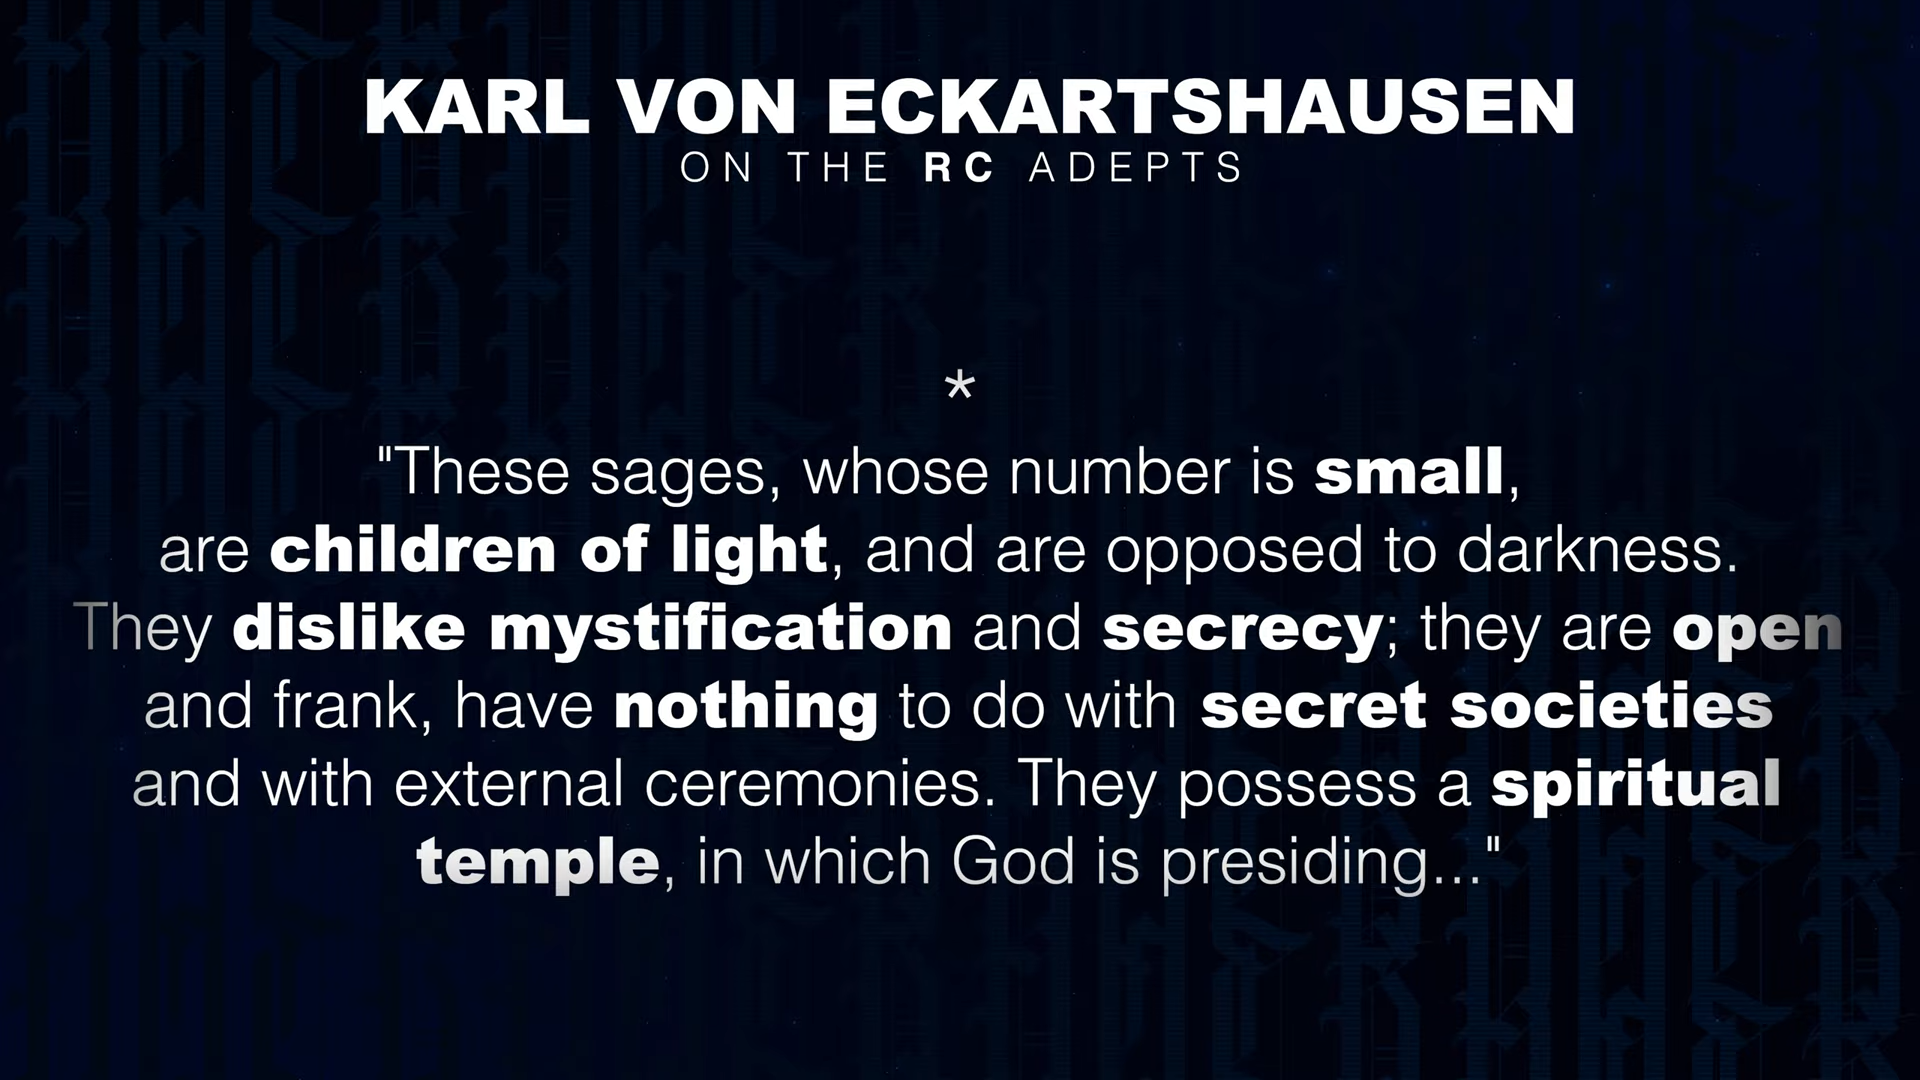 KARL VON ECKARTSHAUSEN
ON THE RC ADEPTS
*
"These sages, whose number is small,
are children of light, and are opposed to darkness.
They dislike mystification and secrecy; they are open
and frank, have nothing to do with secret societies
and with external ceremonies. They possess a spiritual
temple, in which God is presiding..."